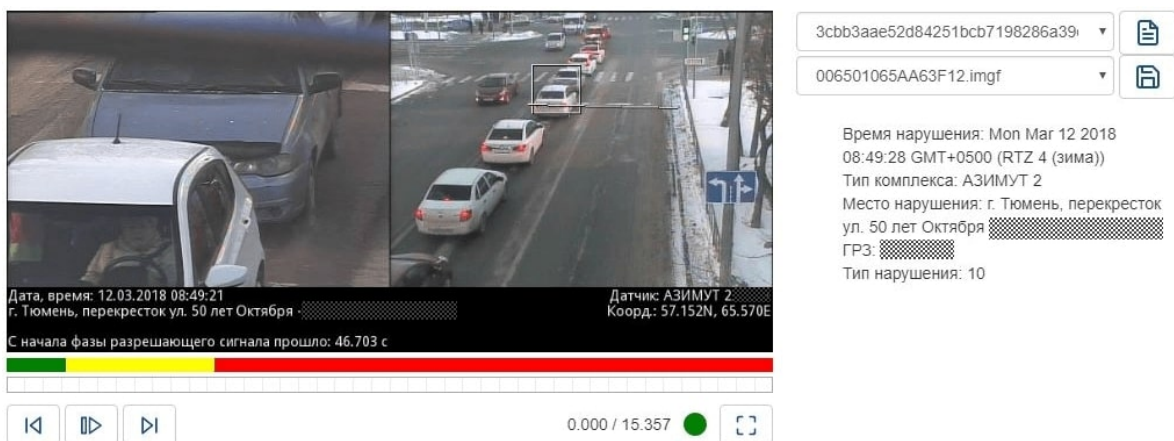 3cbb3aae52d84251bcb7198286a39
006501065AA63F12.imgf
Время нарушения: Mon Mar 12 2018
08:49:28 GMT+0500 (RTZ 4 (зима))
Тип комплекса: АЗИМУТ 2
Место нарушения: г. Тюмень, перекресток
ул. 50 лет Октября
ГРЗ:
Тип нарушения: 10
Дата, время: 12.03.2018 08:49:21
г. Тюмень, перекресток ул. 50 лет Октября -
Датчик: АЗИМУТ 2
Коорд.: 57.152N, 65.570E
С начала фазы разрешающего сигнала прошло: 46.703 с
0.000 / 15.357